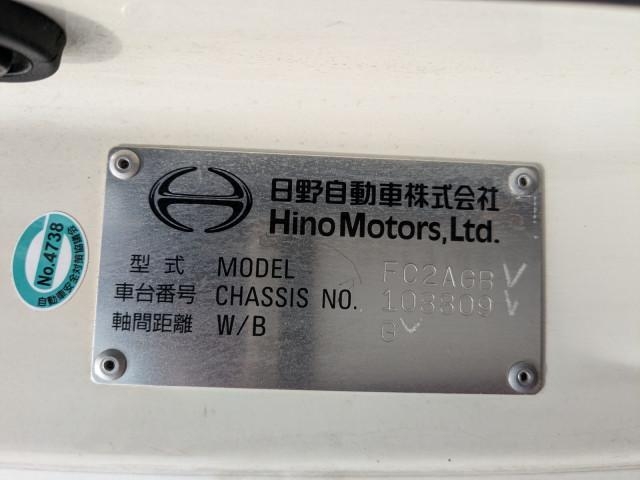 日野自動車株式会社
Hino Motors, Ltd.
型式 MODEL FC2AGB
車台番号 CHASSIS NO. 103309
軸間距離 W/B G
No.4738